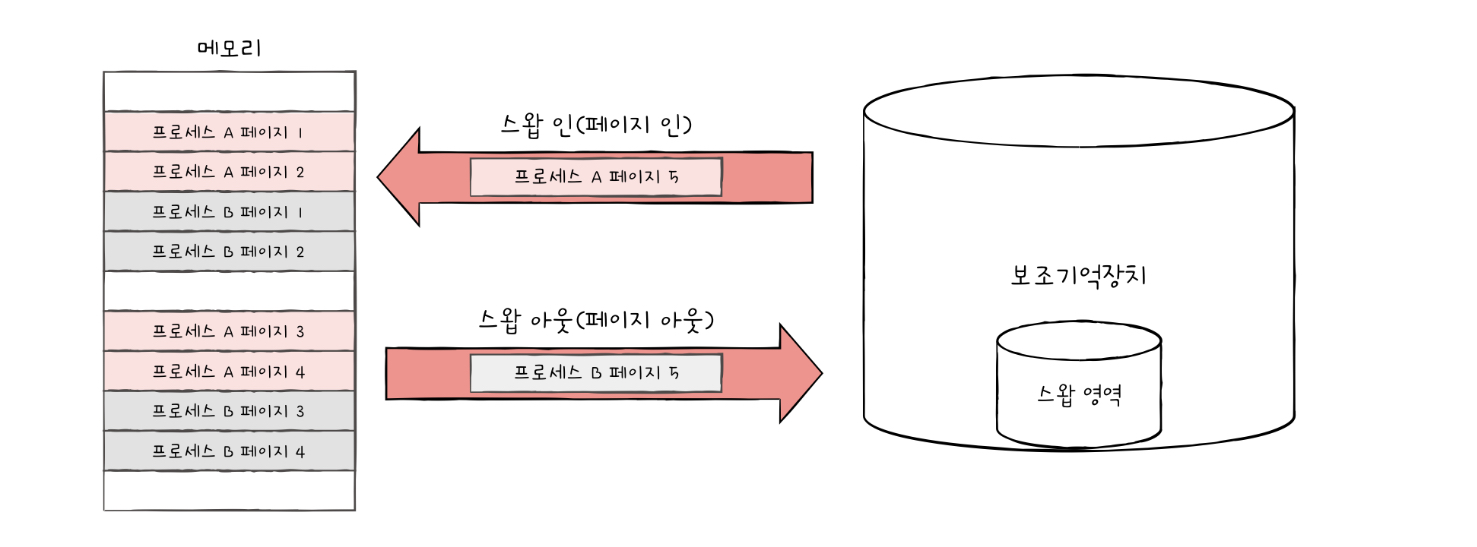 메모리
프로세스 A 페이지 1
프로세스 A 페이지 2
프로세스 B 페이지 1
프로세스 B 페이지 2
프로세스 A 페이지 3
프로세스 A 페이지 4
프로세스 B 페이지 3
프로세스 B 페이지 4
스왑 인(페이지 인)
프로세스 A 페이지 5
스왑 아웃(페이지 아웃)
프로세스 B 페이지 5
보조기억장치
스왑 영역